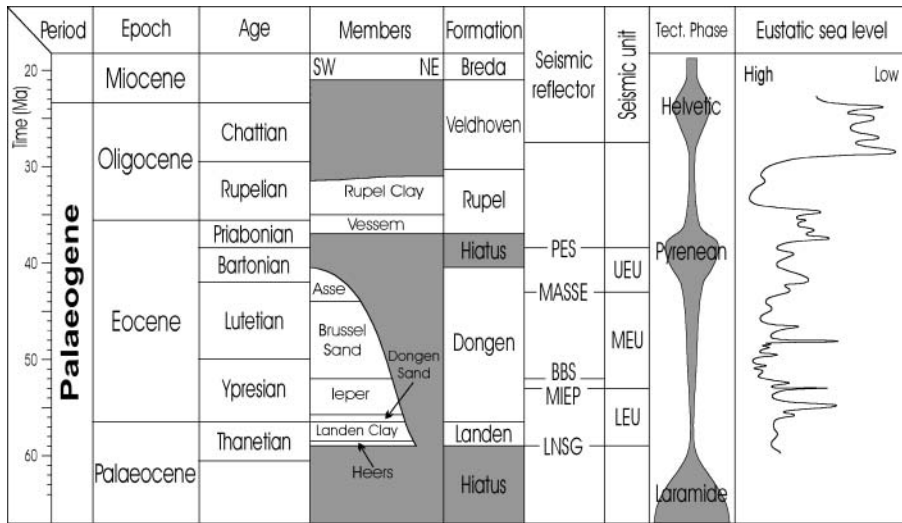 Period Epoch Age Members Formation Seismic reflector Seismic unit Tect. Phase Eustatic sea level
Time (Ma)
20
30
40
50
60
Palaeogene
Miocene
Oligocene
Eocene
Palaeocene
Chattian
Rupelian
Priabonian
Bartonian
Lutetian
Ypresian
Thanetian
SW NE
Rupel Clay
Vessem
Asse
Brussel
Sand
Dongen
Sand
Ieper
Landen Clay
Heers
Breda
Veldhoven
Rupel
Hiatus
Dongen
Landen
Hiatus
PES
MASSE
BBS
MIEP
LNSG
UEU
MEU
LEU
Helvetic
Pyrenean
Laramide
High Low